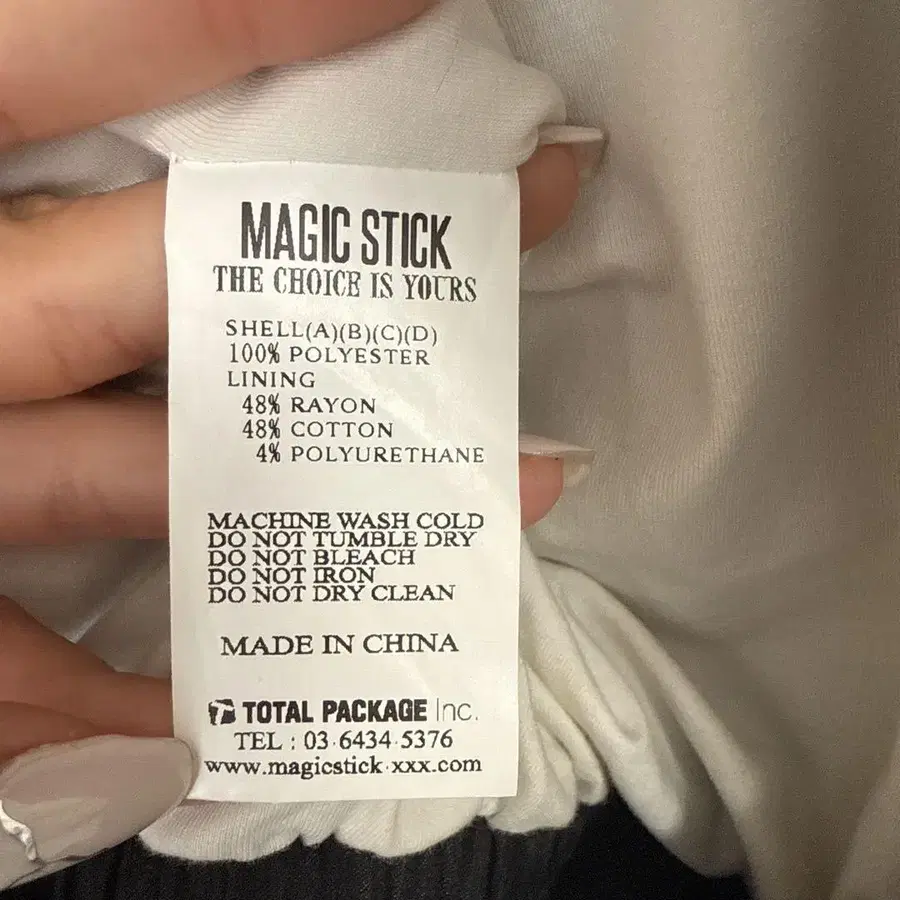 MAGIC STICK
THE CHOICE IS YOURS
SHELL(A)(B)(C)(D)
100% POLYESTER
LINING
48% RAYON
48% COTTON
4% POLYURETHANE
MACHINE WASH COLD
DO NOT TUMBLE DRY
DO NOT BLEACH
DO NOT IRON
DO NOT DRY CLEAN
MADE IN CHINA
TOTAL PACKAGE Inc.
TEL : 03-6434-5376
www.magicstick-xxx.com